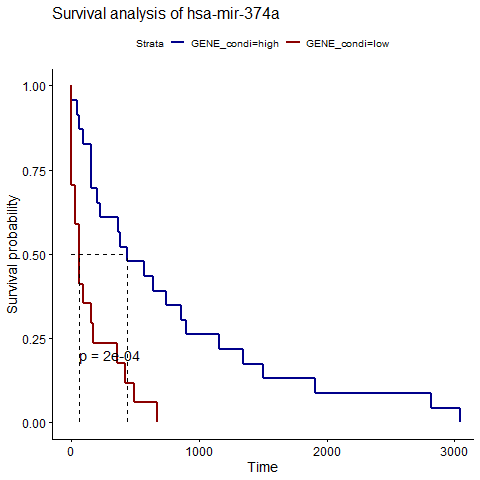 Survival analysis of hsa-mir-374a
Strata GENE_condi=high GENE_condi=low
1.00
0.75
0.50
0.25
0.00
Survival probability
p = 2e-04
0 1000 2000 3000
Time